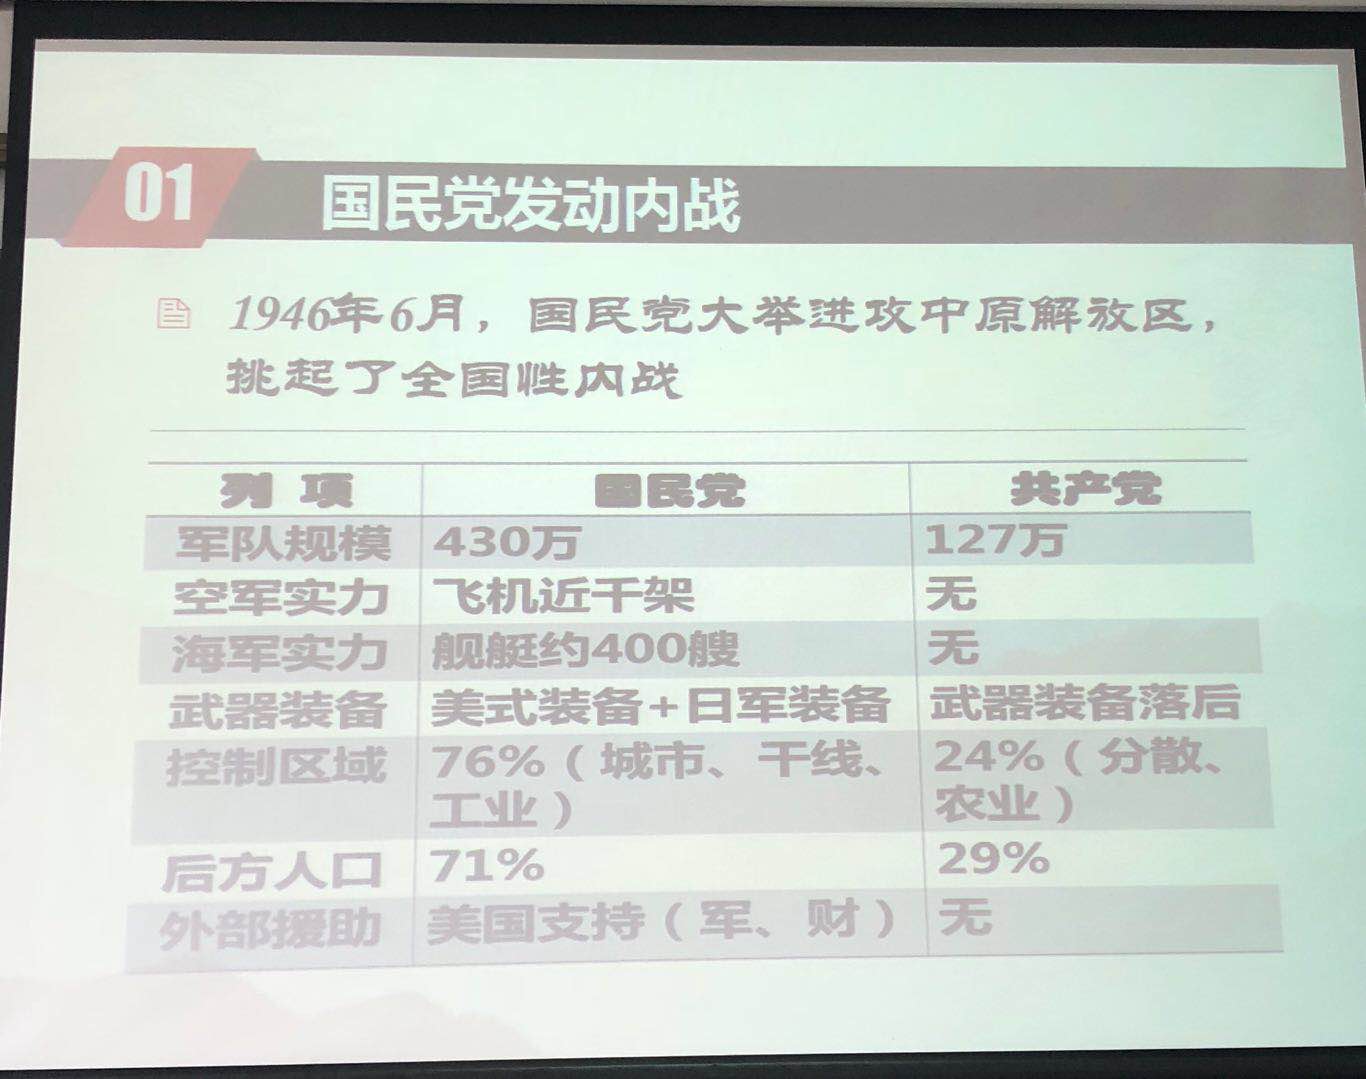 01 国民党发动内战
1946年6月，国民党大举进攻中原解放区，
挑起了全国性内战
列 项 国民党 共产党
军队规模 430万 127万
空军实力 飞机近千架 无
海军实力 舰艇约400艘 无
武器装备 美式装备+日军装备 武器装备落后
控制区域 76%（城市、干线、 24%（分散、
工业） 农业）
后方人口 71% 29%
外部援助 美国支持（军、财） 无